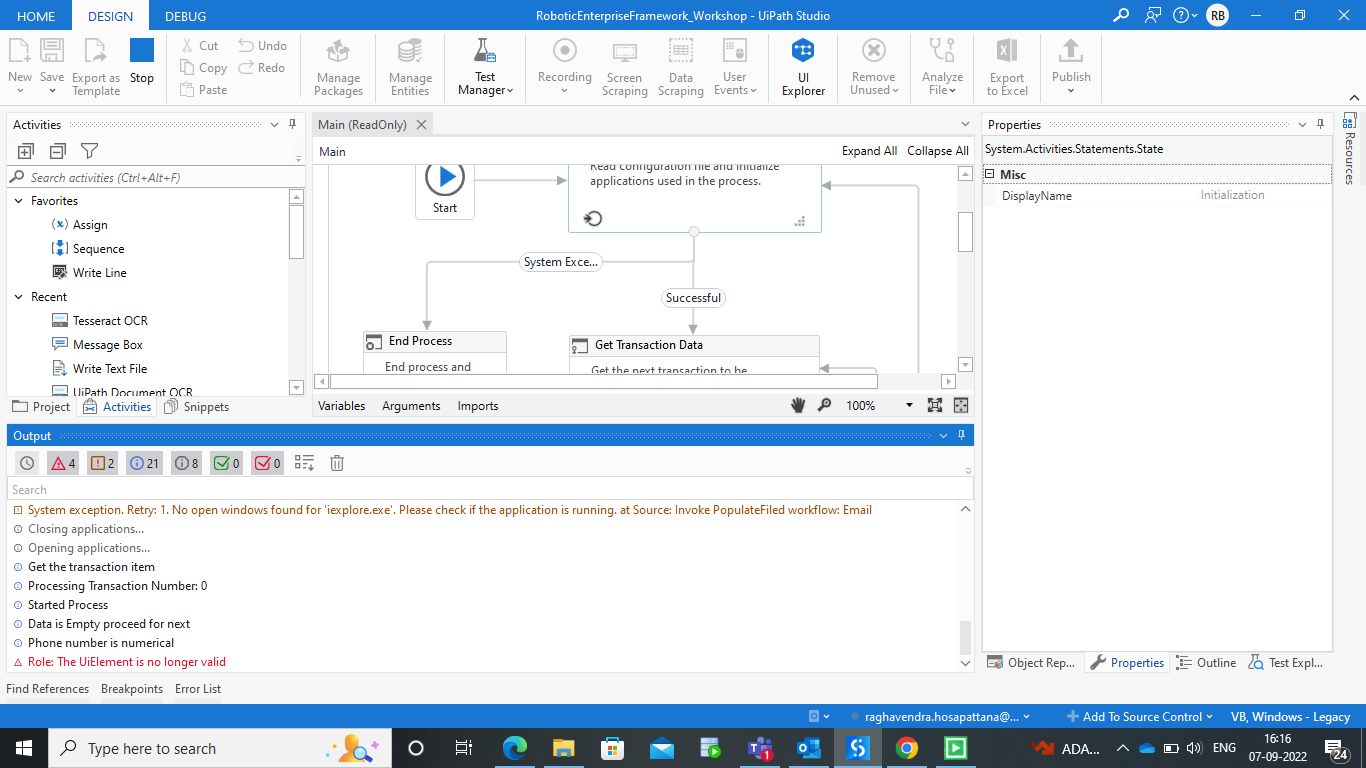 HOME DESIGN DEBUG RoboticEnterpriseFramework_Workshop - UiPath Studio RB
New Save Export as Template Stop
Cut Undo
Copy Redo
Paste
Manage Packages
Manage Entities
Test Manager
Recording
Screen Scraping
Data Scraping
User Events
UI Explorer
Remove Unused
Analyze File
Export to Excel
Publish
Activities
Search activities (Ctrl+Alt+F)
Favorites
Assign
Sequence
Write Line
Recent
Tesseract OCR
Message Box
Write Text File
UiPath Document OCR
Project Activities Snippets
Main (ReadOnly)
Main Expand All Collapse All
Read configuration file and initialize
applications used in the process.
Start
System Exce...
Successful
End Process
End process and
Get Transaction Data
Get the next transaction to be
Variables Arguments Imports 100%
Properties
System.Activities.Statements.State
Misc
DisplayName Initialization
Resources
Output
4 2 21 8 0 0
Search
System exception. Retry: 1. No open windows found for 'iexplore.exe'. Please check if the application is running. at Source: Invoke PopulateFiled workflow: Email
Closing applications...
Opening applications...
Get the transaction item
Processing Transaction Number: 0
Started Process
Data is Empty proceed for next
Phone number is numerical
Role: The UiElement is no longer valid
Object Rep... Properties Outline Test Expl...
Find References Breakpoints Error List
raghavendra.hosapattana@... Add To Source Control VB, Windows - Legacy
Type here to search
1
ADA...
ENG
16:16
07-09-2022
24